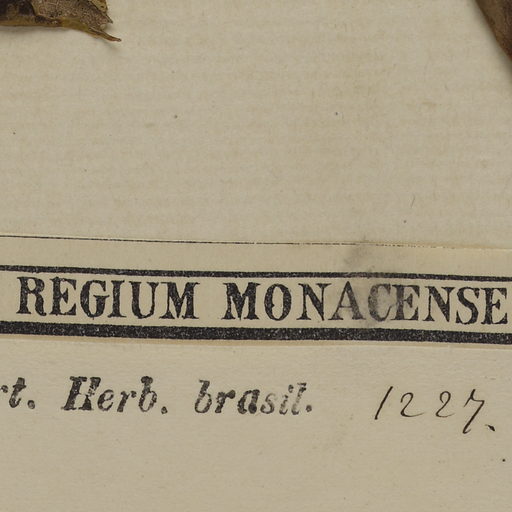 REGIUM MONACENSE
rt. Herb. brasil. 1227.